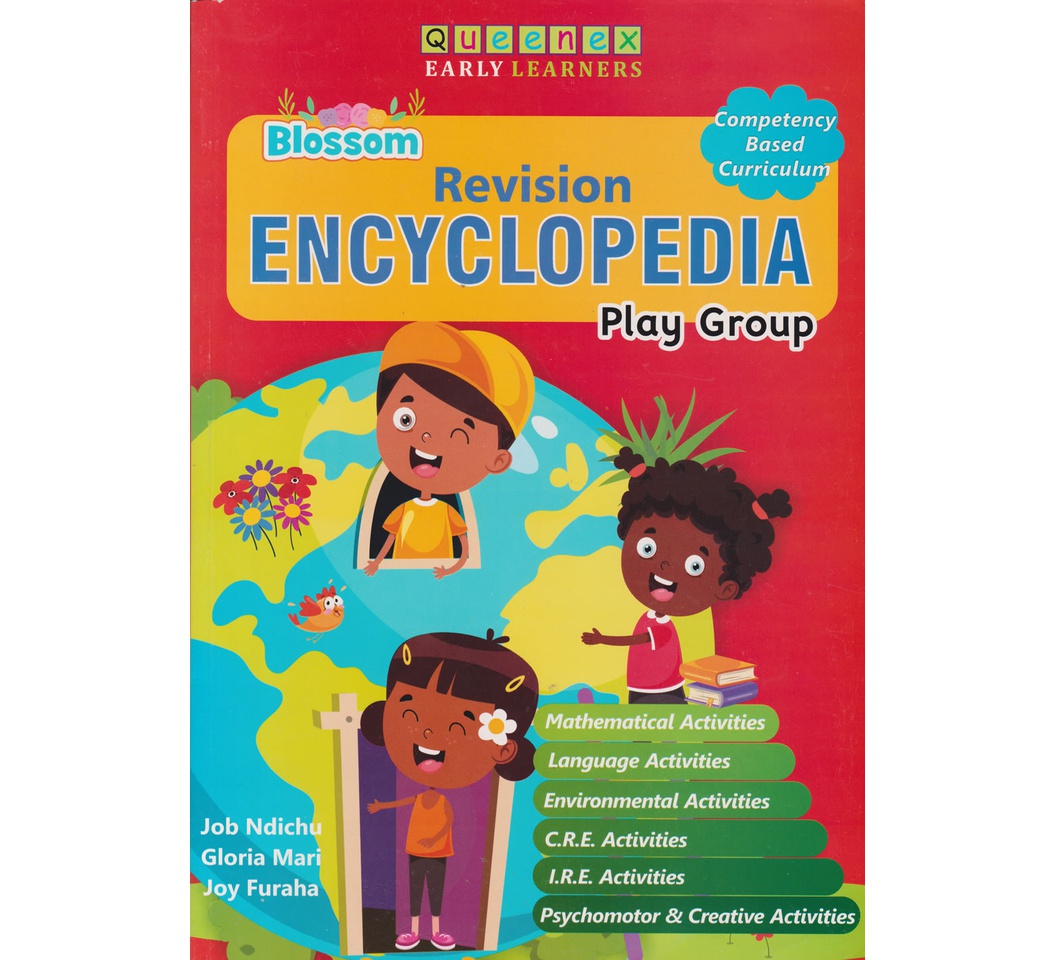 Queenex
EARLY LEARNERS
Blossom
Competency
Based
Curriculum
Revision
ENCYCLOPEDIA
Play Group
Mathematical Activities
Language Activities
Environmental Activities
C.R.E. Activities
I.R.E. Activities
Psychomotor & Creative Activities
Job Ndichu
Gloria Mari
Joy Furaha